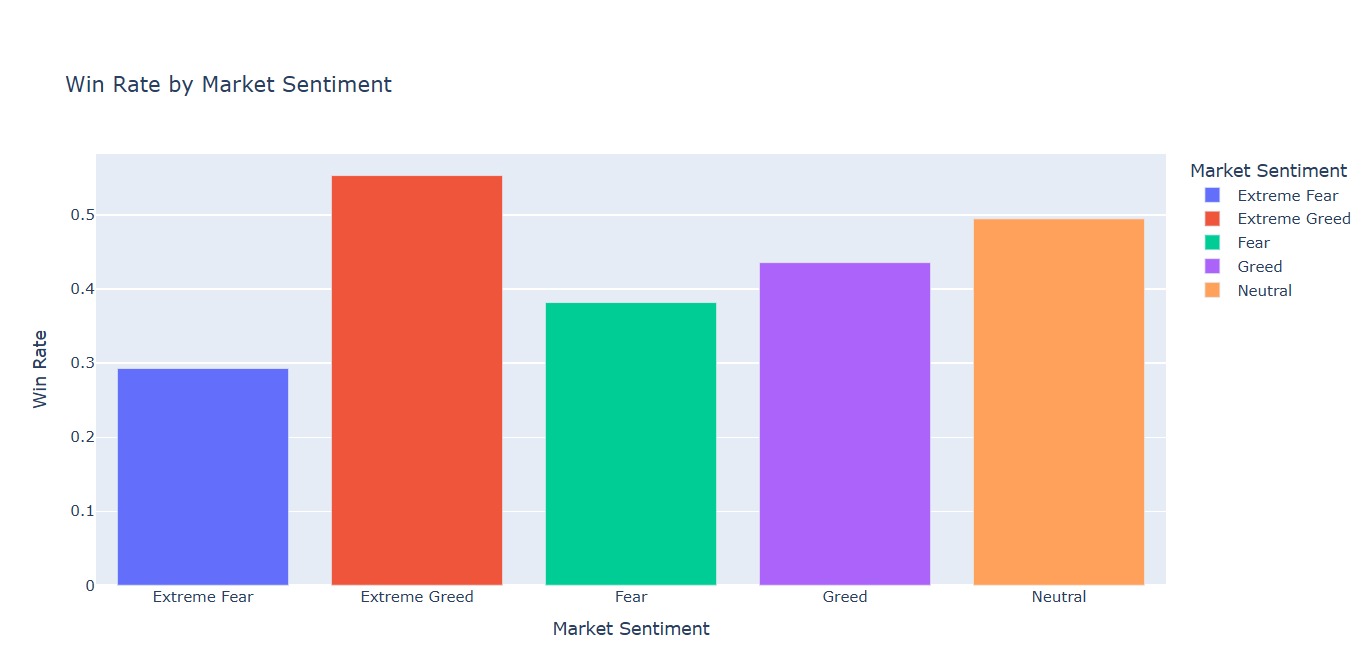 Win Rate by Market Sentiment
Win Rate
0.5
0.4
0.3
0.2
0.1
0
Extreme Fear
Extreme Greed
Fear
Greed
Neutral
Market Sentiment
Market Sentiment
Extreme Fear
Extreme Greed
Fear
Greed
Neutral